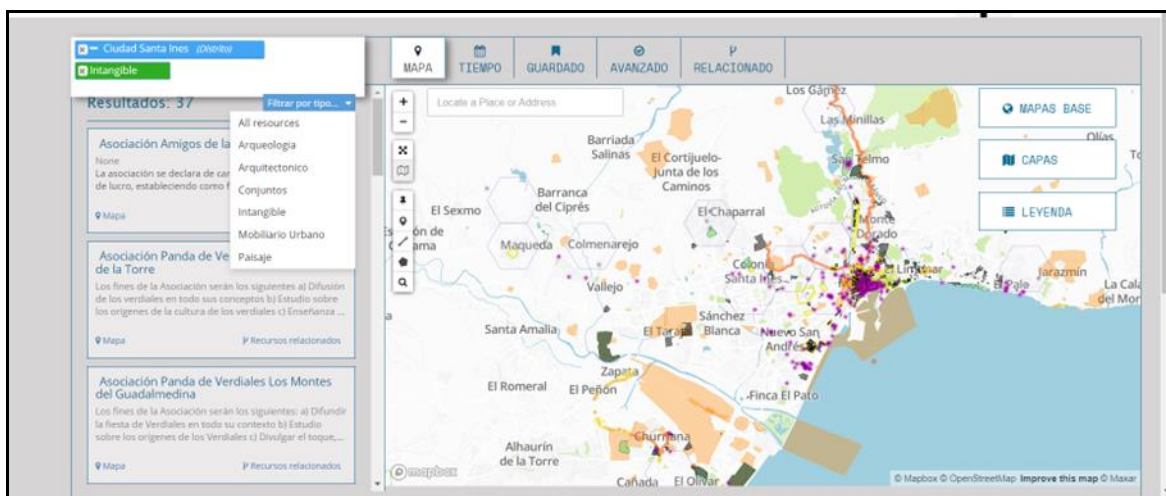 Ciudad Santa Ines (Distrito)
Intangible
MAPA
TIEMPO
GUARDADO
AVANZADO
RELACIONADO
Resultados: 37
Filtrar por tipo...
All resources
Arqueologia
Arquitectonico
Conjuntos
Intangible
Mobiliario Urbano
Paisaje
Asociación Amigos de la
None
La asociación se declara de car
de lucro, estableciendo como f
Mapa
Asociación Panda de Ve
de la Torre
Los fines de la Asociación serán los siguientes a) Difusión
de los verdiales en todo sus conceptos b) Estudio sobre
los origenes de la cultura de los verdiales c) Enseñanza ...
Mapa
Recursos relacionados
Asociación Panda de Verdiales Los Montes
del Guadalmedina
Los fines de la Asociación serán los siguientes: a) Difundir
la fiesta de Verdiales en todo su contexto b) Estudio
sobre los origenes de los Verdiales c) Divulgar el toque,...
Mapa
Recursos relacionados
Locate a Place or Address
MAPAS BASE
CAPAS
LEYENDA
Los Gámez
Las Minillas
Olías
Barriada
Salinas
El Cortijuelo-
Junta de los
Caminos
San Telmo
Barranca
del Ciprés
El Sexmo
El Chaparral
Monte
Dorado
Maqueda
Colmenarejo
Colonia
Santa Ines
El Limonar
Jarazmín
El Palo
La Cala
del Mor
Vallejo
Sánchez
Blanca
Santa Amalia
Nuevo San
Andrés
Zapata
El Romeral
El Peñón
Finca El Pato
Churriana
Alhaurín
de la Torre
Cañada
El Olivar
mapbox
© Mapbox © OpenStreetMap Improve this map © Maxar